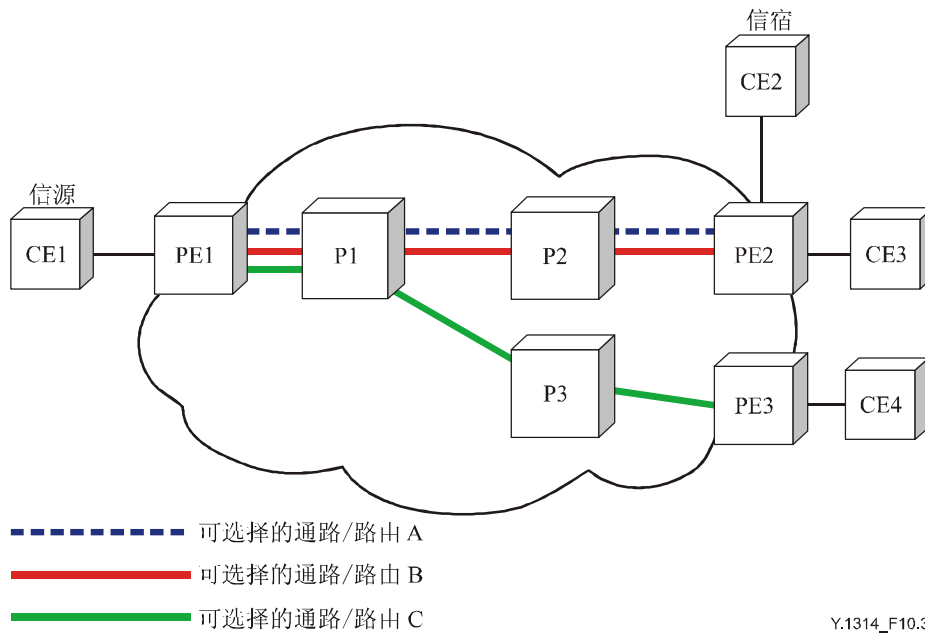 信宿
CE2
信源
CE1
PE1
P1
P2
PE2
CE3
P3
PE3
CE4
可选择的通路/路由 A
可选择的通路/路由 B
可选择的通路/路由 C
Y.1314_F10.3